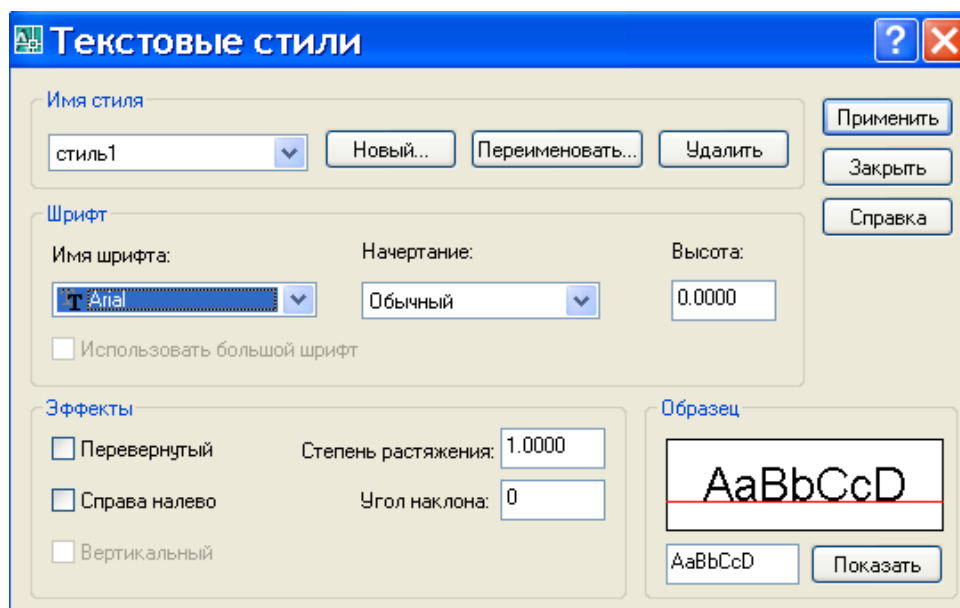 Текстовые стили
Имя стиля
стиль1 Новый... Переименовать... Удалить
Применить
Закрыть
Справка
Шрифт
Имя шрифта: Начертание: Высота:
Arial Обычный 0.0000
Использовать большой шрифт
Эффекты
Перевернутый Степень растяжения: 1.0000
Справа налево Угол наклона: 0
Вертикальный
Образец
AaBbCcD
AaBbCcD Показать